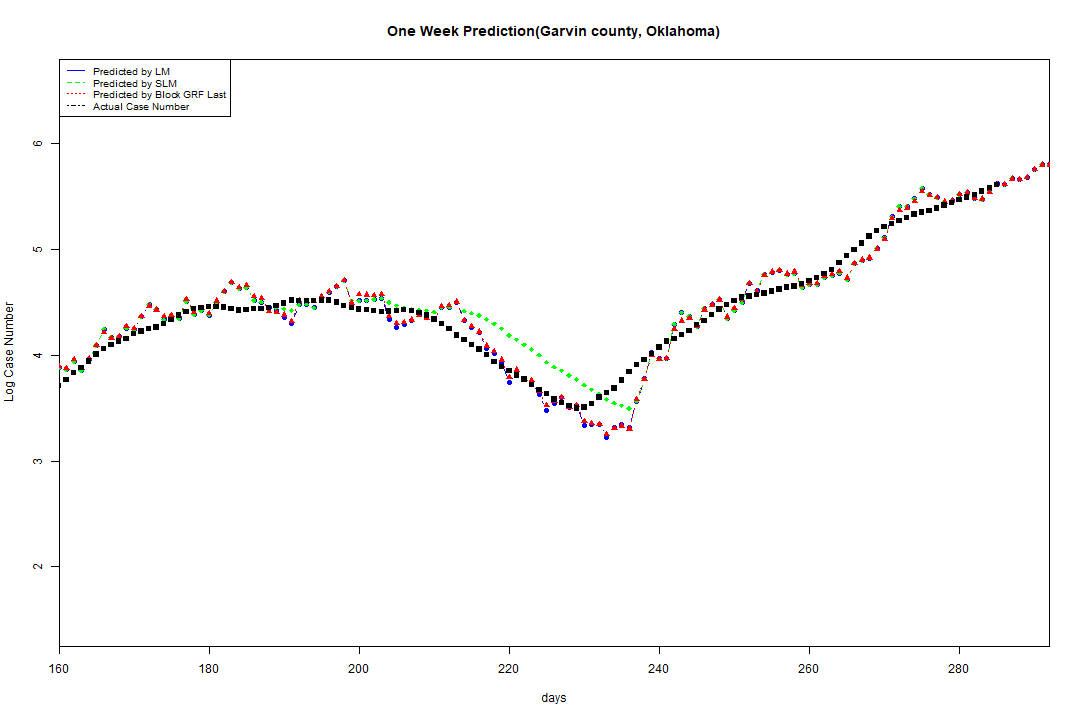 One Week Prediction(Garvin county, Oklahoma)
Predicted by LM
Predicted by SLM
Predicted by Block GRF Last
Actual Case Number
6
5
4
3
2
Log Case Number
160 180 200 220 240 260 280
days